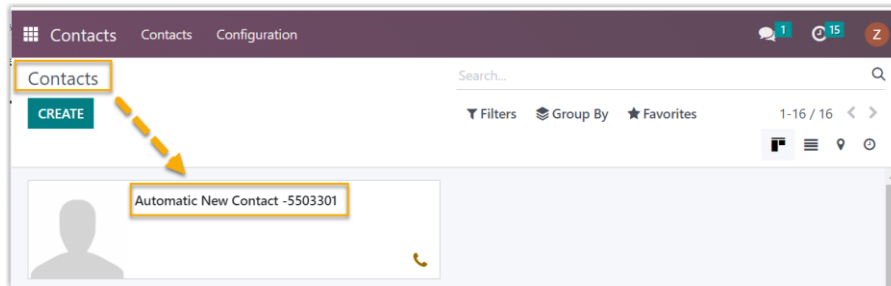 Contacts Contacts Configuration 1 15 Z
Contacts
Search...
CREATE
Filters Group By Favorites 1-16 / 16
Automatic New Contact -5503301